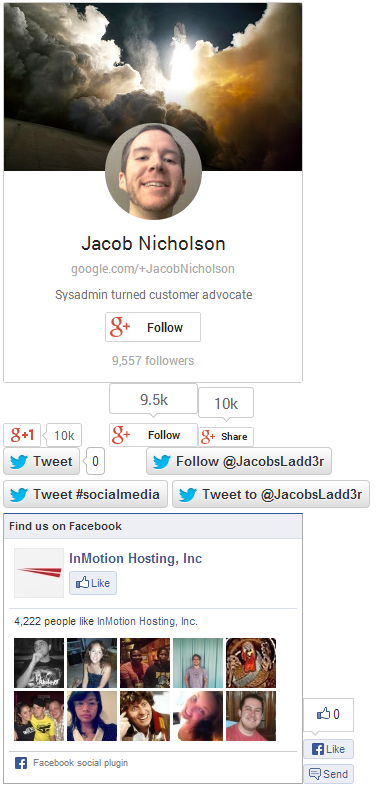 Jacob Nicholson
google.com/+JacobNicholson
Sysadmin turned customer advocate
g+ Follow
9,557 followers
9.5k
10k
g+1 10k
g+ Follow
g+ Share
Tweet 0
Follow @JacobsLadd3r
Tweet #socialmedia
Tweet to @JacobsLadd3r
Find us on Facebook
InMotion Hosting, Inc
Like
4,222 people like InMotion Hosting, Inc.
0
Like
Send
Facebook social plugin